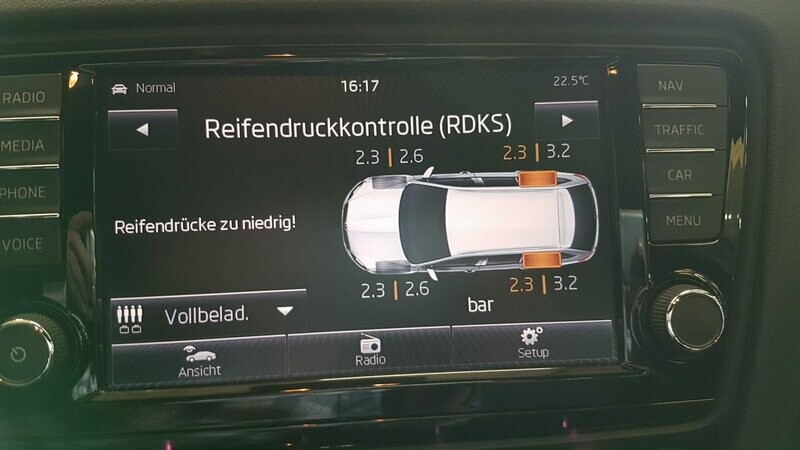 RADIO
MEDIA
PHONE
VOICE
Normal
16:17
22.5°C
Reifendruckkontrolle (RDKS)
2.3 | 2.6
2.3 | 3.2
Reifendrücke zu niedrig!
2.3 | 2.6
2.3 | 3.2
bar
Vollbelad.
Ansicht
Radio
Setup
NAV
TRAFFIC
CAR
MENU